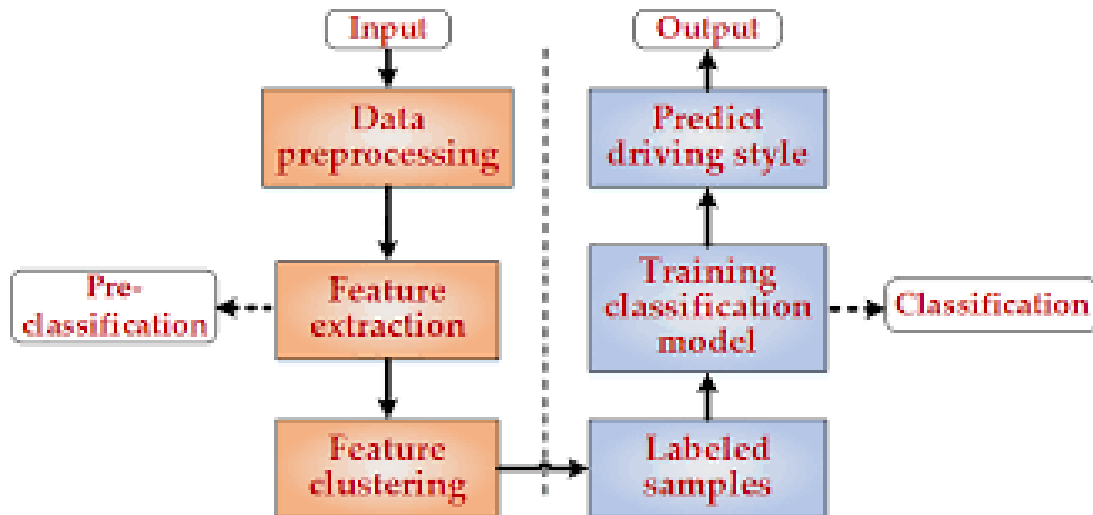 Input
Data
preprocessing
Pre-
classification
Feature
extraction
Feature
clustering
Output
Predict
driving style
Training
classification
model
Classification
Labeled
samples